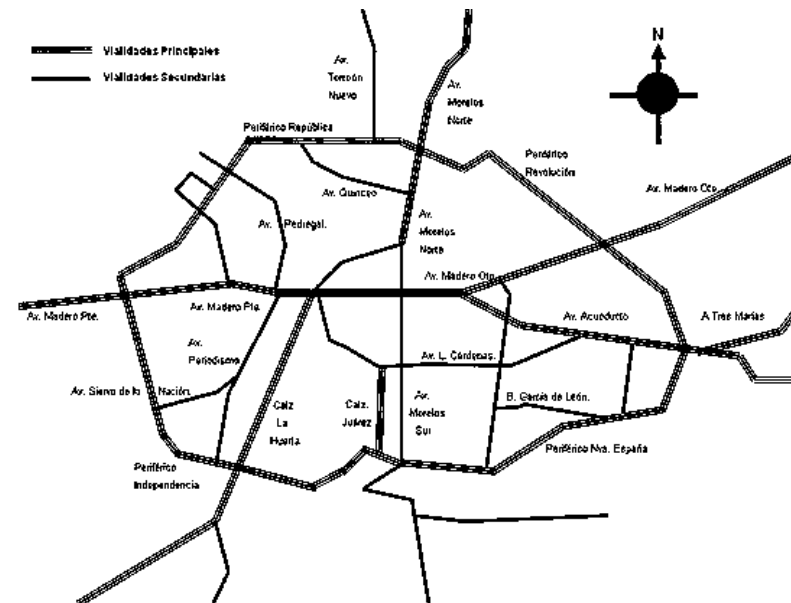 Vialidades Principales
Vialidades Secundarias
N
Av.
Torreón
Nuevo
Av.
Morelos
Norte
Periférico República
Periférico
Revolución
Av. Madero Ote.
Av. Quiroga
Av. Pedregal.
Av.
Morelos
Norte
Av. Madero Ote.
Av. Madero Pte.
Av. Madero Pte.
Av. Acueducto
A Tres Marías
Av.
Periodismo
Av. L. Cárdenas.
Av. Siervo de la Nación.
B. García de León.
Calz.
La
Huerta
Calz.
Juárez
Av.
Morelos
Sur
Periférico Nva. España
Periférico
Independencia